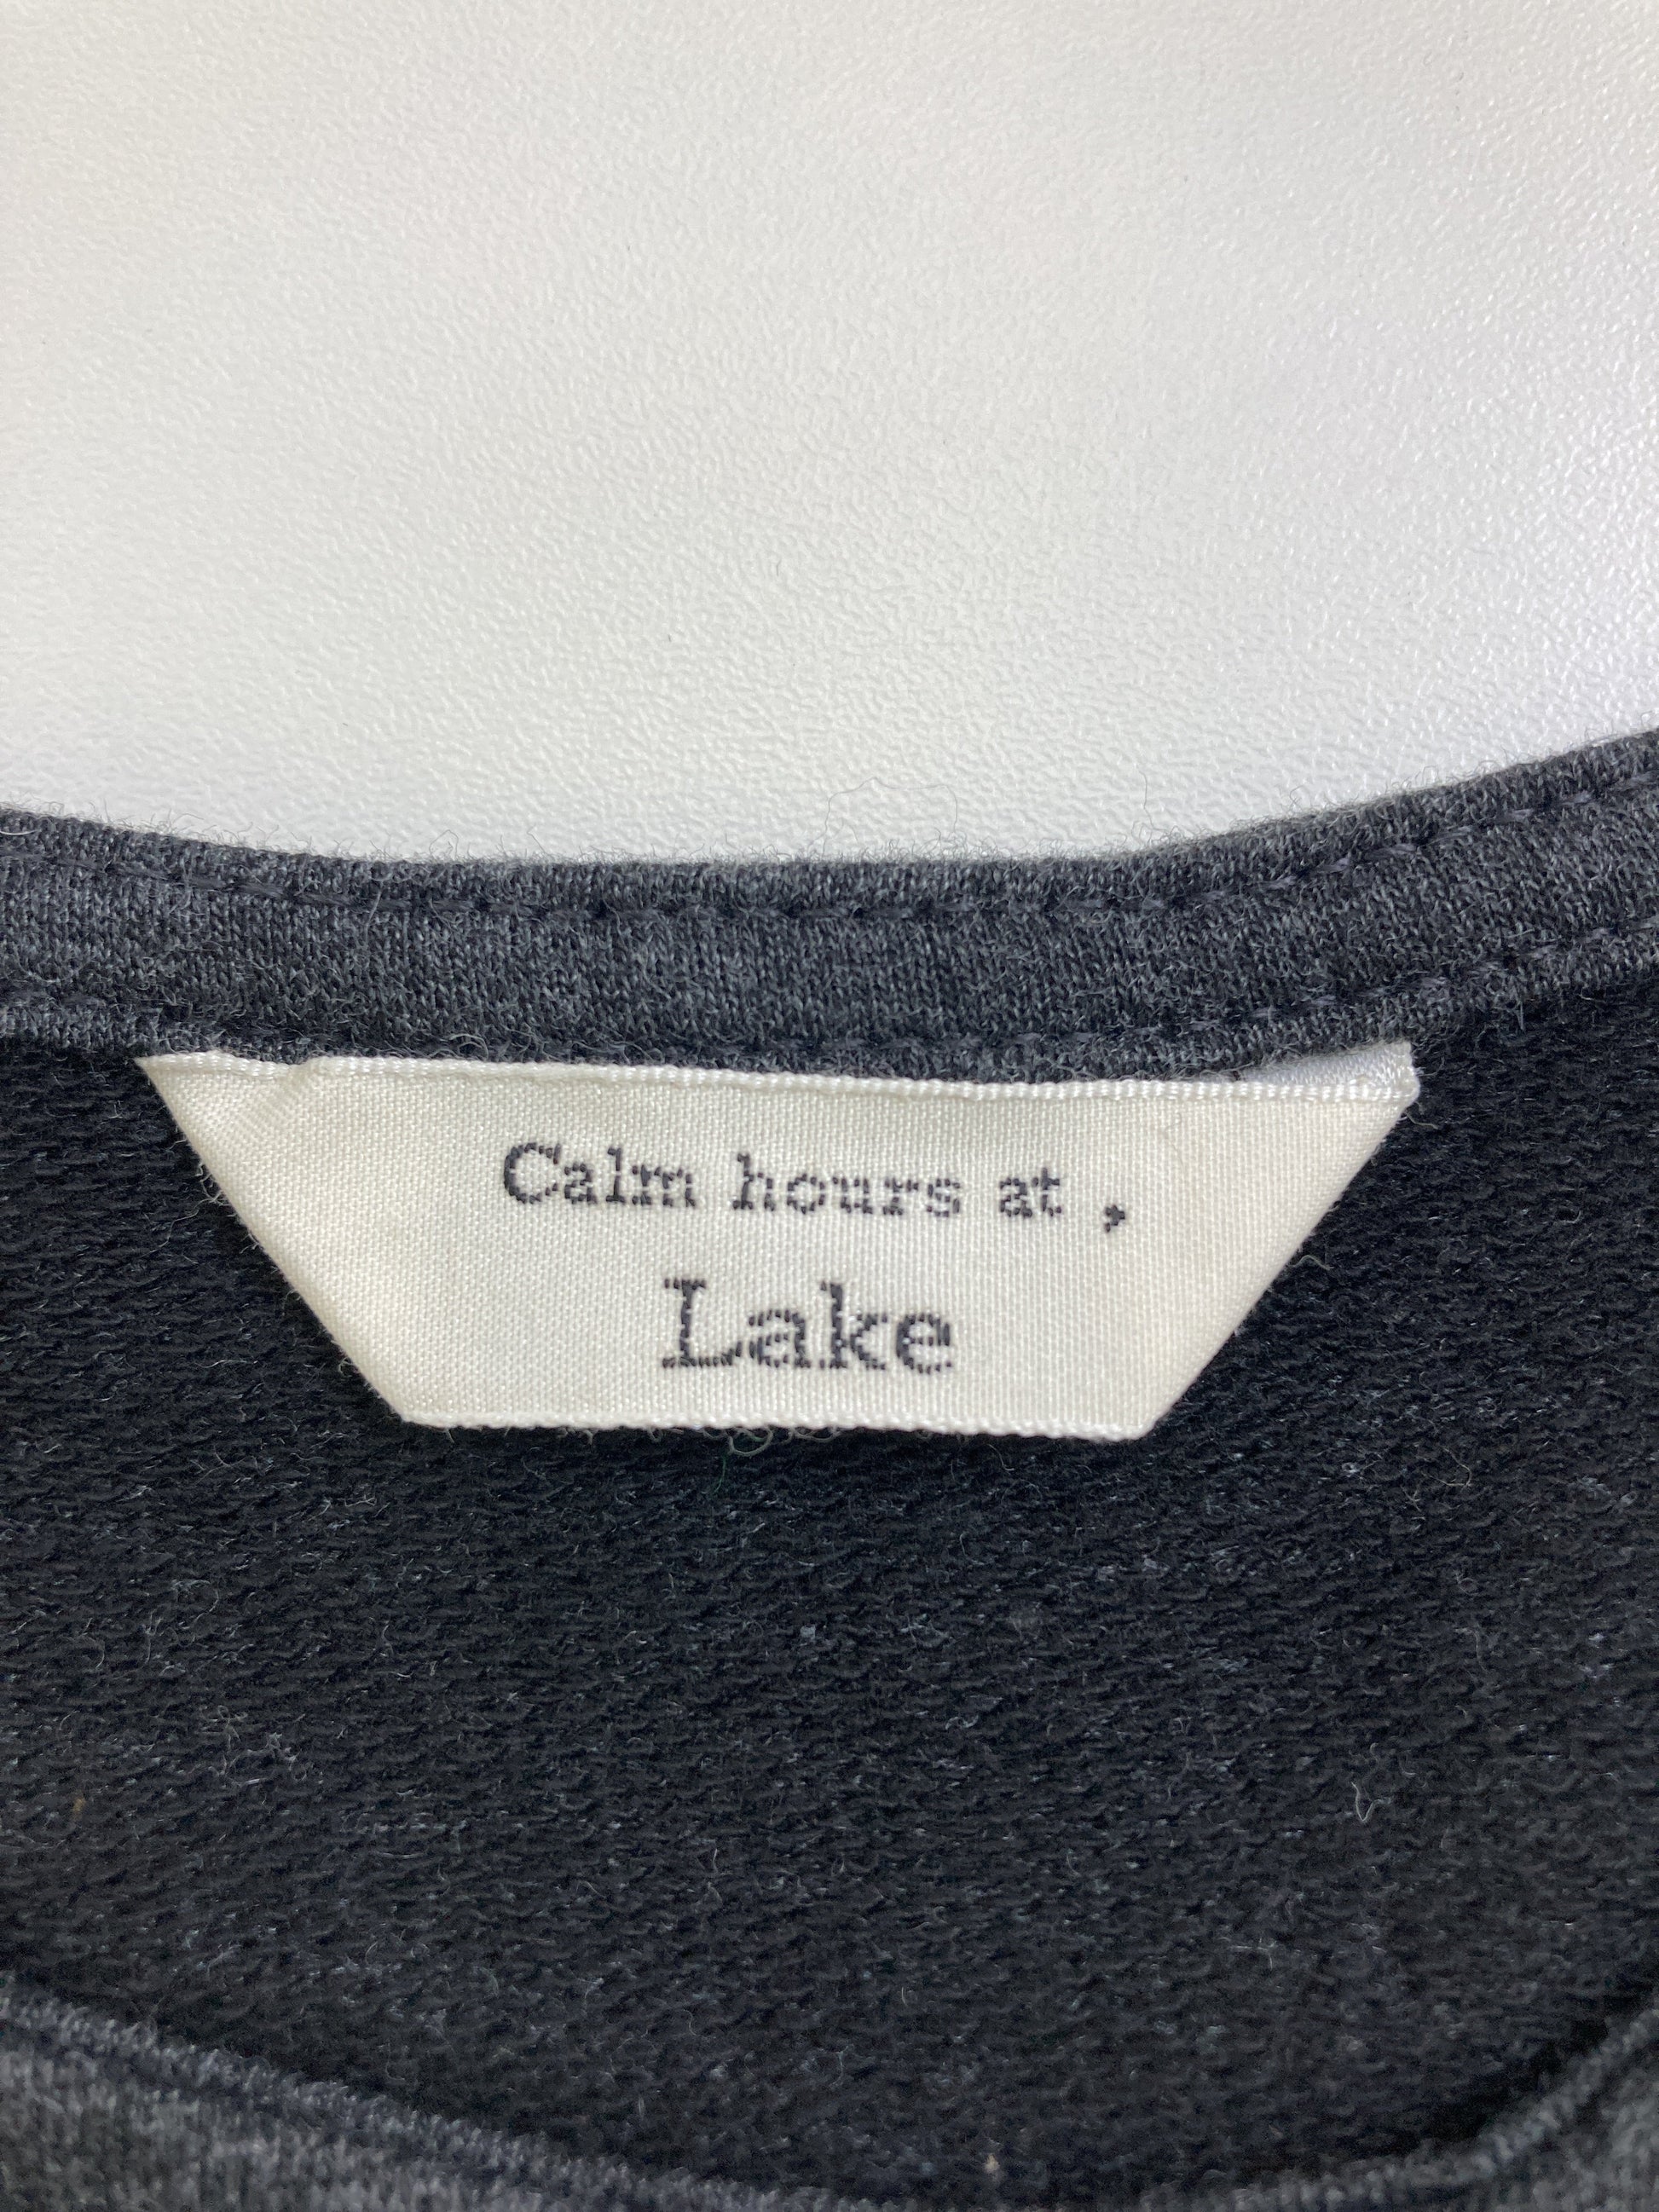 Calm hours at ,
Lake